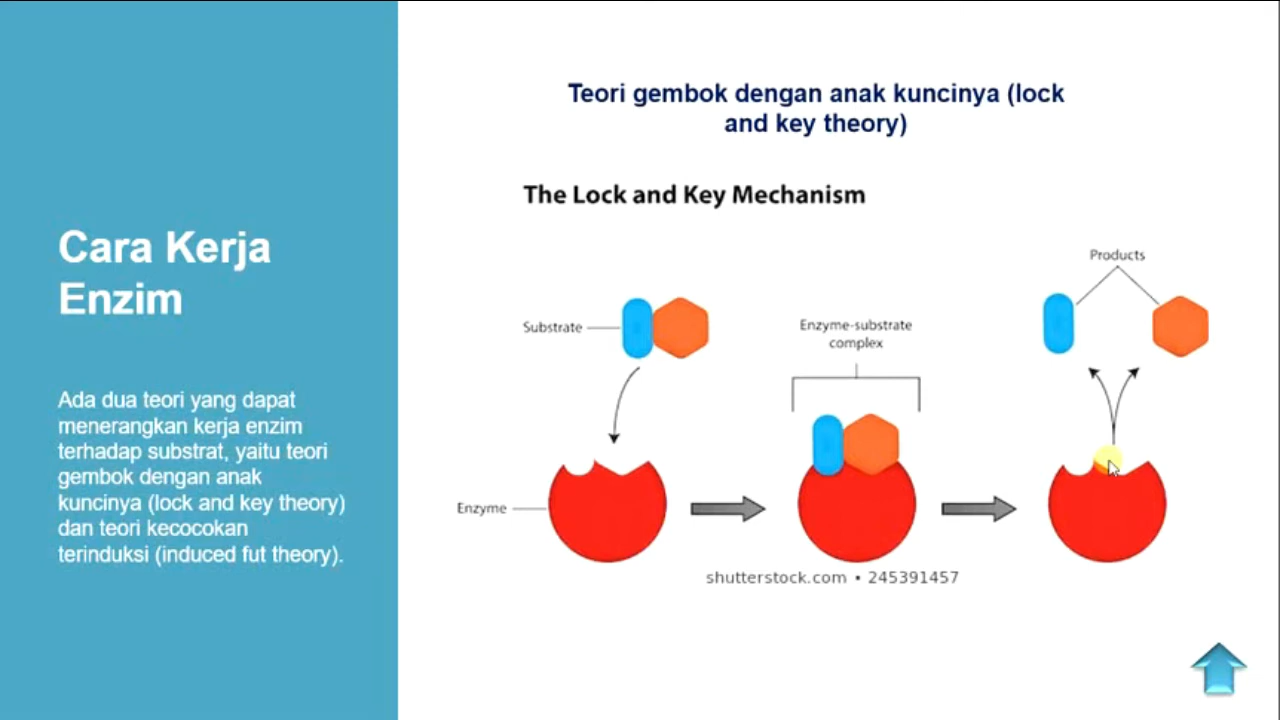 Cara Kerja
Enzim
Ada dua teori yang dapat
menerangkan kerja enzim
terhadap substrat, yaitu teori
gembok dengan anak
kuncinya (lock and key theory)
dan teori kecocokan
terinduksi (induced fut theory).
Teori gembok dengan anak kuncinya (lock
and key theory)
The Lock and Key Mechanism
Substrate
Enzyme
Enzyme-substrate
complex
Products
shutterstock.com • 245391457